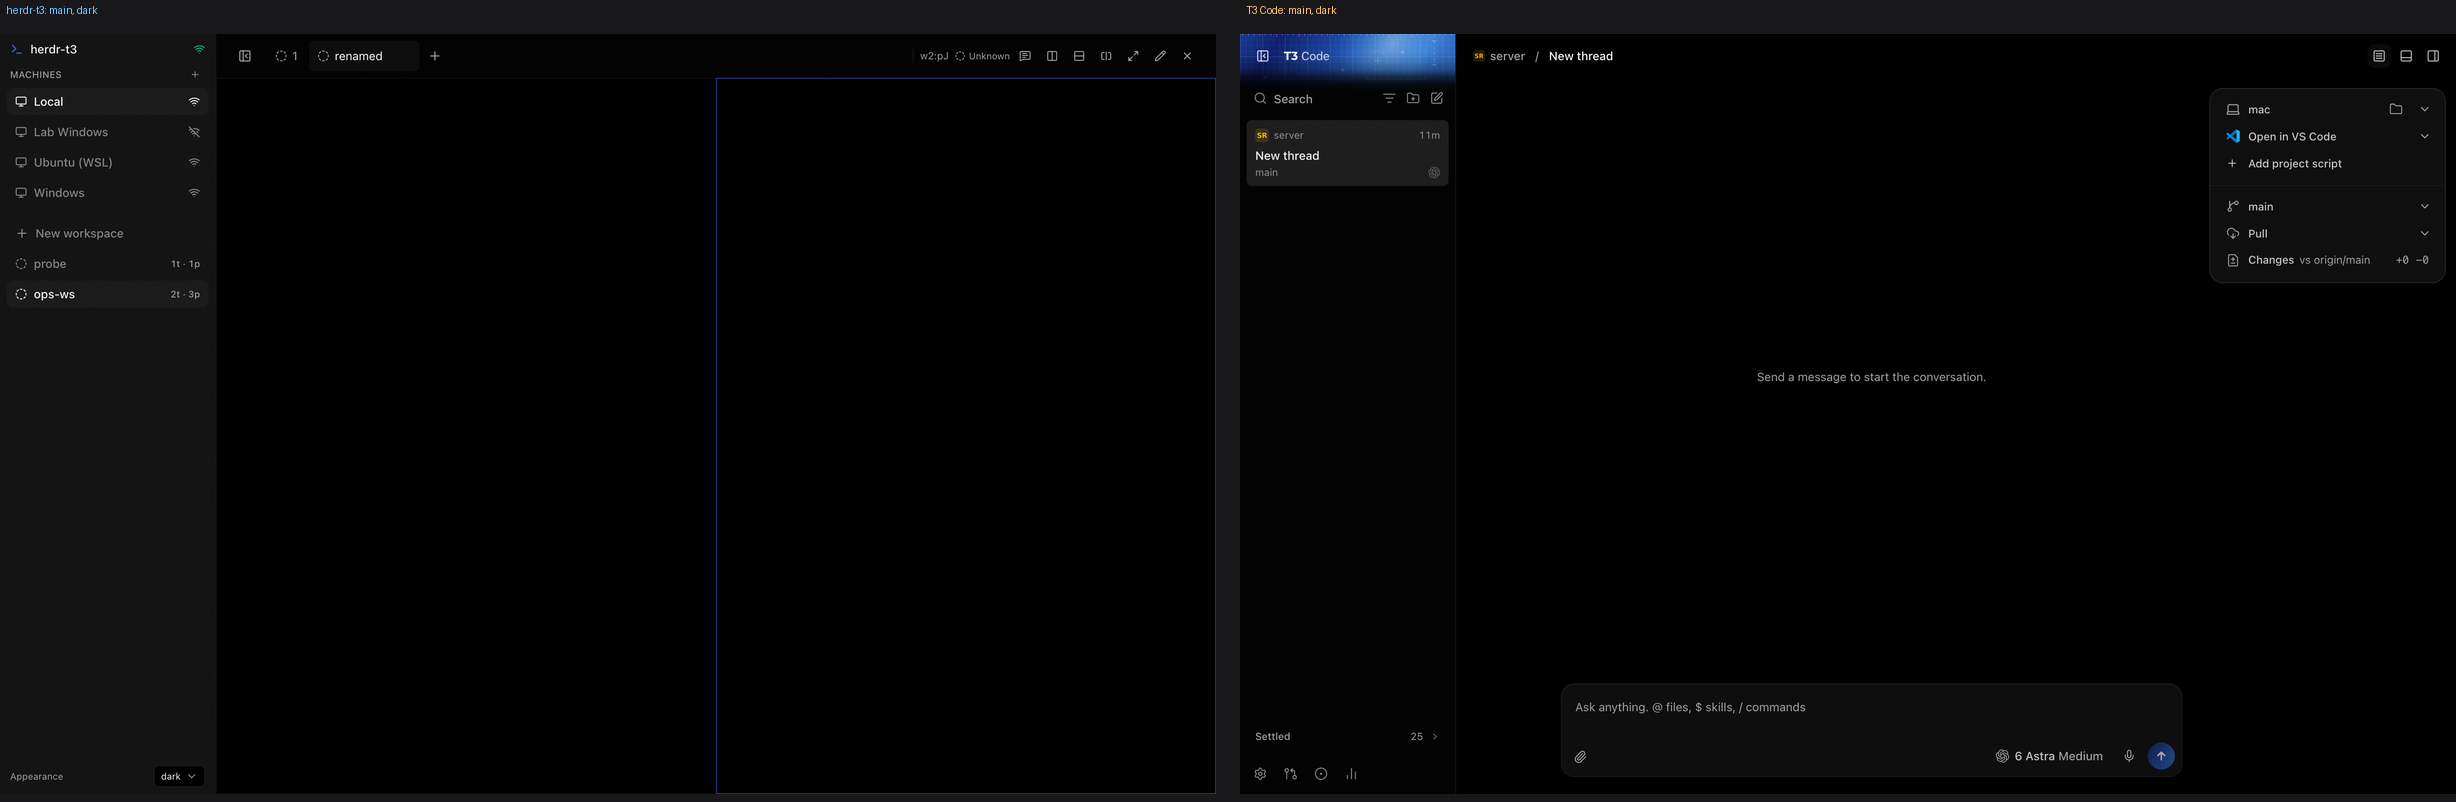 herdr-t3: main, dark
herdr-t3
MACHINES
Local
Lab Windows
Ubuntu (WSL)
Windows
New workspace
probe 1t · 1p
ops-ws 2t · 3p
Appearance dark
1 renamed w2:pJ Unknown
T3 Code: main, dark
T3 Code
Search
SR server 11m
New thread
main
Settled 25
SR server / New thread
mac
Open in VS Code
Add project script
main
Pull
Changes vs origin/main +0 −0
Send a message to start the conversation.
Ask anything. @ files, $ skills, / commands
6 Astra Medium